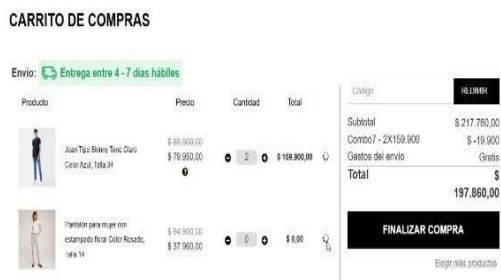 CARRITO DE COMPRAS
Envio: Entrega entre 4 - 7 días hábiles
Producto Precio Cantidad Total
Jean Tipo Skinny Tono Claro
Color Azul, Talla 34
$ 79.950,00
2
$ 159.900,00
Pantalón para mujer con
estampado floral Color Rosado,
talla 14
$ 94.900,00
$ 37.960,00
0
$ 0,00
Código
REDIMIR
Subtotal $ 217.760,00
Combo7 - 2X159.900 $ -19.900
Gastos del envío Gratis
Total $
197.860,00
FINALIZAR COMPRA
Elegir más productos